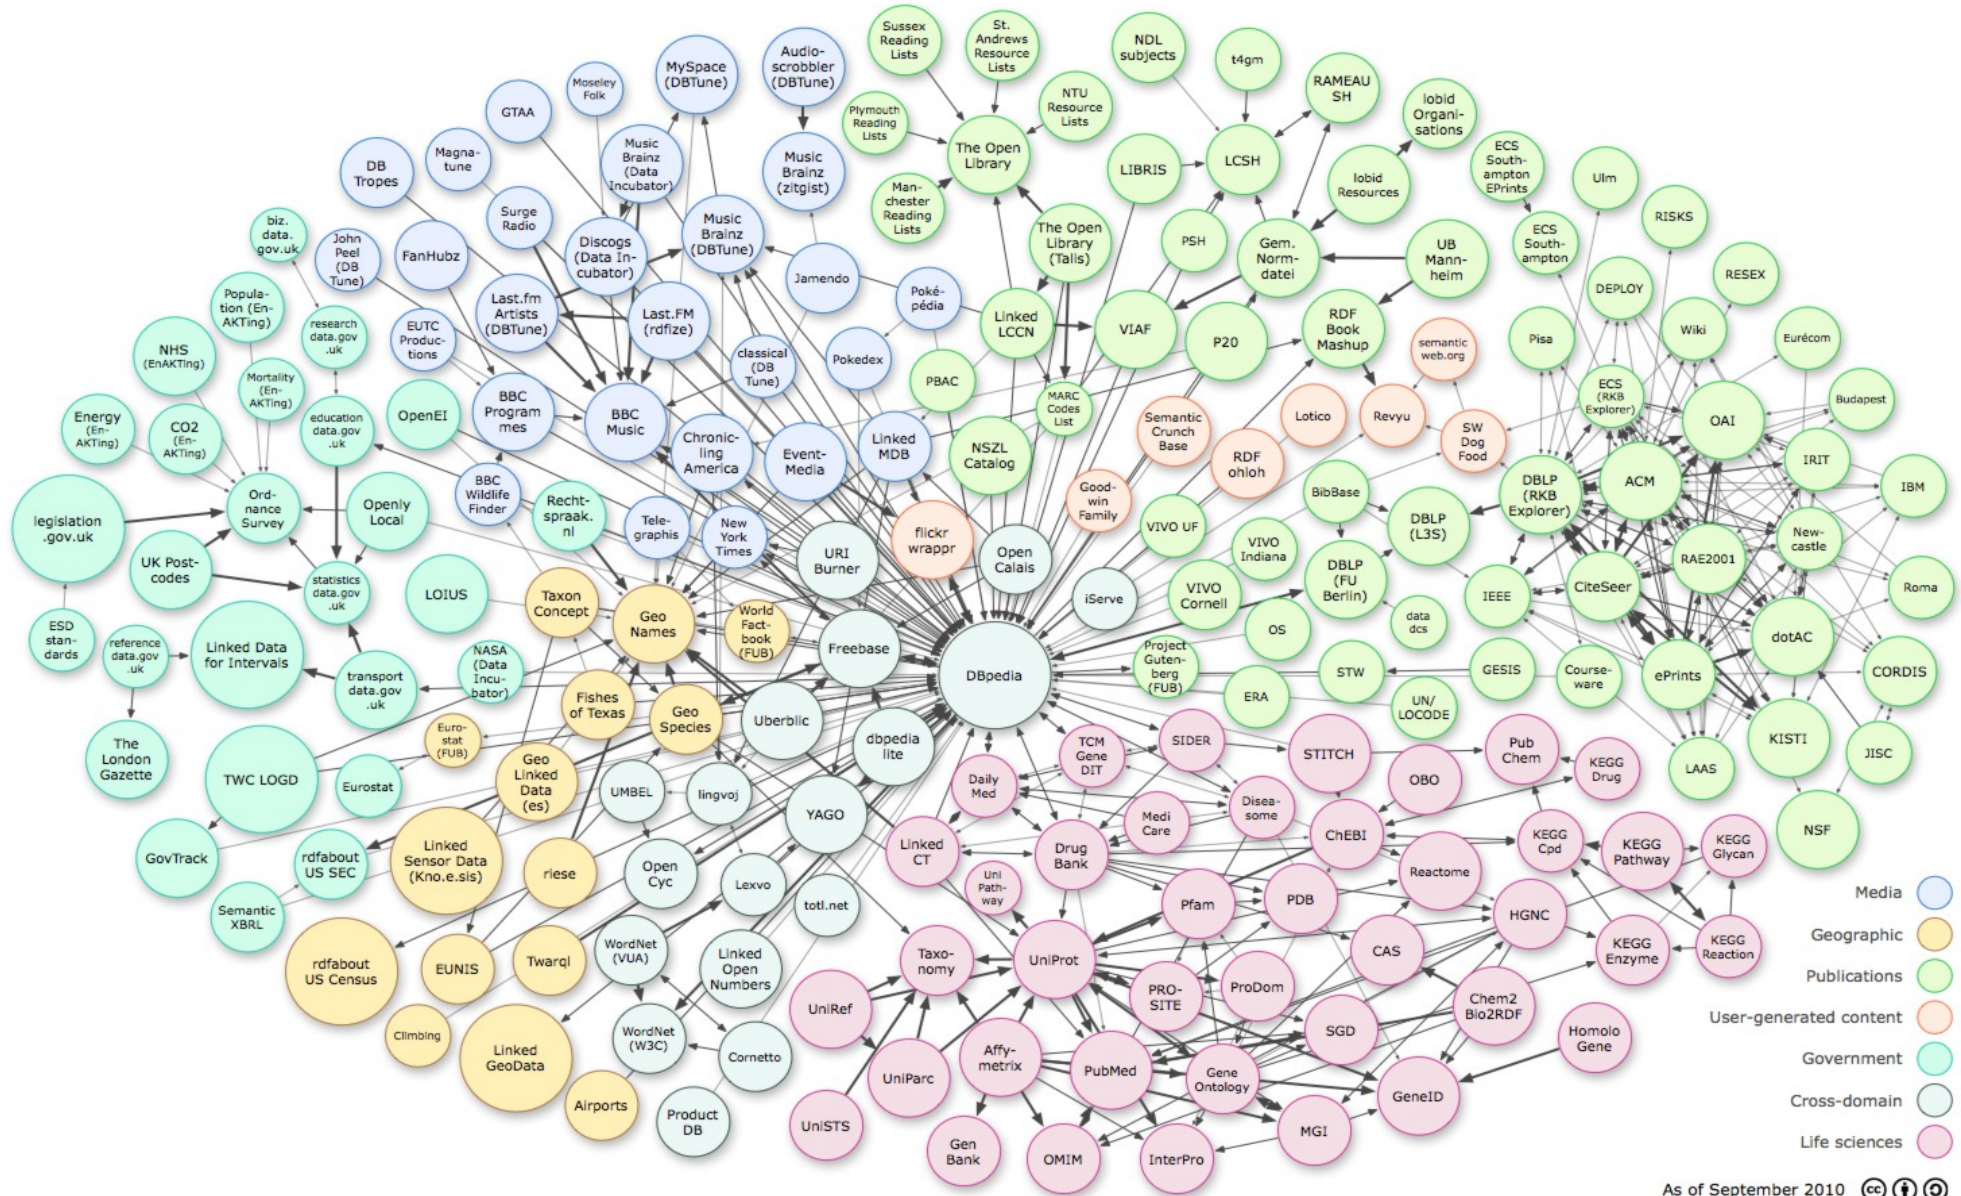 Sussex
Reading
Lists
St.
Andrews
Resource
Lists
NDL
subjects
t4gm
RAMEAU
SH
lobid
Organi-
sations
MySpace
(DBTune)
Audio-
scrobbler
(DBTune)
Moseley
Folk
GTAA
Plymouth
Reading
Lists
NTU
Resource
Lists
The Open
Library
LCSH
LIBRIS
lobid
Resources
ECS
South-
ampton
EPrints
Ulm
DB
Tropes
Magna-
tune
Music
Brainz
(Data
Incubator)
Music
Brainz
(zitgist)
Man-
chester
Reading
Lists
RISKS
biz.
data.
gov.uk
John
Peel
(DB
Tune)
FanHubz
Surge
Radio
Discogs
(Data In-
cubator)
Music
Brainz
(DBTune)
The Open
Library
(Talis)
PSH
Gem.
Norm-
datei
UB
Mann-
heim
ECS
South-
ampton
RESEX
Jamendo
Poké-
pédia
DEPLOY
Popula-
tion (En-
AKTing)
research
data.gov
.uk
EUTC
Produc-
tions
Last.fm
Artists
(DBTune)
Last.FM
(rdfize)
Linked
LCCN
VIAF
P20
RDF
Book
Mashup
semantic
web.org
Pisa
Wiki
Eurécom
NHS
(EnAKTing)
Mortality
(En-
AKTing)
classical
(DB
Tune)
Pokedex
PBAC
Energy
(En-
AKTing)
CO2
(En-
AKTing)
education
data.gov
.uk
OpenEI
BBC
Program
mes
BBC
Music
Chronic-
ling
America
Event-
Media
Linked
MDB
MARC
Codes
List
NSZL
Catalog
Semantic
Crunch
Base
Lotico
Revyu
SW
Dog
Food
ECS
(RKB
Explorer)
OAI
Budapest
RDF
ohloh
DBLP
(RKB
Explorer)
ACM
IRIT
IBM
legislation
.gov.uk
Ord-
nance
Survey
Openly
Local
BBC
Wildlife
Finder
Recht-
spraak.
nl
Tele-
graphis
New
York
Times
URI
Burner
flickr
wrappr
Open
Calais
Good-
win
Family
VIVO UF
VIVO
Indiana
BibBase
DBLP
(L3S)
New-
castle
UK Post-
codes
statistics
data.gov
.uk
LOIUS
Taxon
Concept
Geo
Names
World
Fact-
book
(FUB)
iServe
VIVO
Cornell
DBLP
(FU
Berlin)
IEEE
CiteSeer
RAE2001
Roma
ESD
stan-
dards
reference
data.gov
.uk
Linked Data
for Intervals
transport
data.gov
.uk
NASA
(Data
Incu-
bator)
Freebase
DBpedia
Project
Guten-
berg
(FUB)
OS
data
dcs
STW
GESIS
Course-
ware
ePrints
dotAC
CORDIS
ERA
UN/
LOCODE
The
London
Gazette
TWC LOGD
Eurostat
Euro-
stat
(FUB)
Fishes
of Texas
Geo
Species
Uberblic
dbpedia
lite
SIDER
TCM
Gene
DIT
STITCH
Pub
Chem
LAAS
KISTI
JISC
Geo
Linked
Data
(es)
UMBEL
lingvoj
YAGO
Daily
Med
Disea-
some
OBO
KEGG
Drug
NSF
GovTrack
rdfabout
US SEC
Linked
Sensor Data
(Kno.e.sis)
riese
Open
Cyc
Lexvo
Linked
CT
Drug
Bank
Medi
Care
ChEBI
KEGG
Cpd
KEGG
Pathway
KEGG
Glycan
Semantic
XBRL
totl.net
Uni
Path-
way
Pfam
PDB
Reactome
HGNC
Media
rdfabout
US Census
EUNIS
Twarql
WordNet
(VUA)
Linked
Open
Numbers
Taxo-
nomy
UniProt
PRO-
SITE
ProDom
CAS
KEGG
Enzyme
KEGG
Reaction
Geographic
Publications
Climbing
Linked
GeoData
WordNet
(W3C)
Cornetto
UniRef
UniParc
Affy-
metrix
PubMed
Gene
Ontology
SGD
Chem2
Bio2RDF
Homolo
Gene
User-generated content
Government
Airports
Product
DB
UniSTS
Gen
Bank
OMIM
InterPro
MGI
GeneID
Cross-domain
Life sciences
As of September 2010